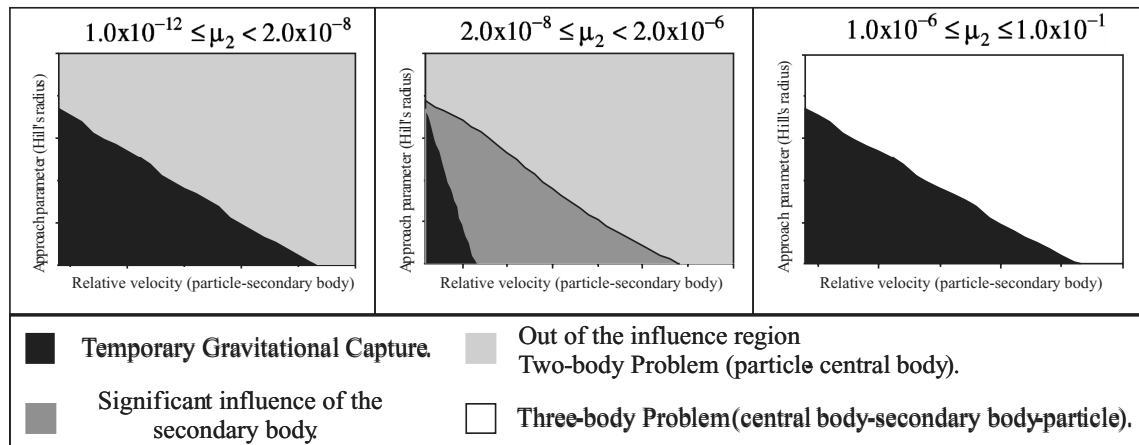 1.0x10⁻¹² ≤ μ₂ < 2.0x10⁻⁸
Approach parameter (Hill's radius)
Relative velocity (particle-secondary body)
2.0x10⁻⁸ ≤ μ₂ < 2.0x10⁻⁶
Approach parameter (Hill's radius)
Relative velocity (particle-secondary body)
1.0x10⁻⁶ ≤ μ₂ ≤ 1.0x10⁻¹
Approach parameter (Hill's radius)
Relative velocity (particle-secondary body)
Temporary Gravitational Capture.
Significant influence of the
secondary body.
Out of the influence region
Two-body Problem (particle- central body).
Three-body Problem(central body-secondary body-particle).